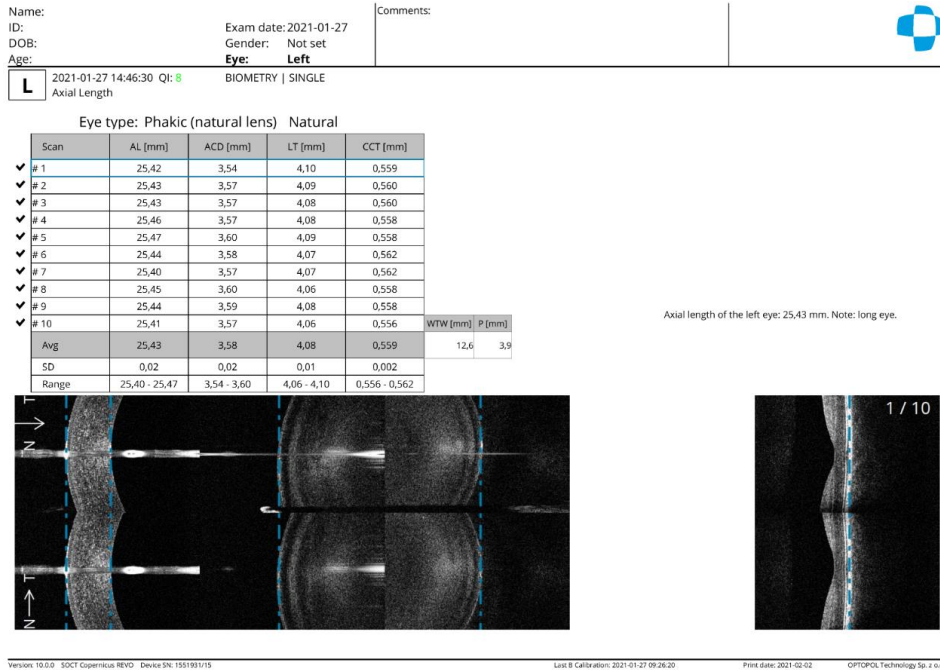 Name:
ID:
DOB:
Age:
Exam date: 2021-01-27
Gender: Not set
Eye: Left
Comments:
L
2021-01-27 14:46:30 QI: 8
Axial Length
BIOMETRY | SINGLE
Eye type: Phakic (natural lens) Natural
Scan AL [mm] ACD [mm] LT [mm] CCT [mm]
# 1 25,42 3,54 4,10 0,559
# 2 25,43 3,57 4,09 0,560
# 3 25,43 3,57 4,08 0,560
# 4 25,46 3,57 4,08 0,558
# 5 25,47 3,60 4,09 0,558
# 6 25,44 3,58 4,07 0,562
# 7 25,40 3,57 4,07 0,562
# 8 25,45 3,60 4,06 0,558
# 9 25,44 3,59 4,08 0,558
# 10 25,41 3,57 4,06 0,556
WTW [mm] P [mm]
Avg 25,43 3,58 4,08 0,559 12,6 3,9
SD 0,02 0,02 0,01 0,002
Range 25,40 - 25,47 3,54 - 3,60 4,06 - 4,10 0,556 - 0,562
Axial length of the left eye: 25,43 mm. Note: long eye.
T
N
T
N
1 / 10
Version: 10.0.0 SOCT Copernicus REVO Device SN: 1551931/15
Last B Calibration: 2021-01-27 09:26:20
Print date: 2021-02-02
OPTOPOL Technology Sp. z o.